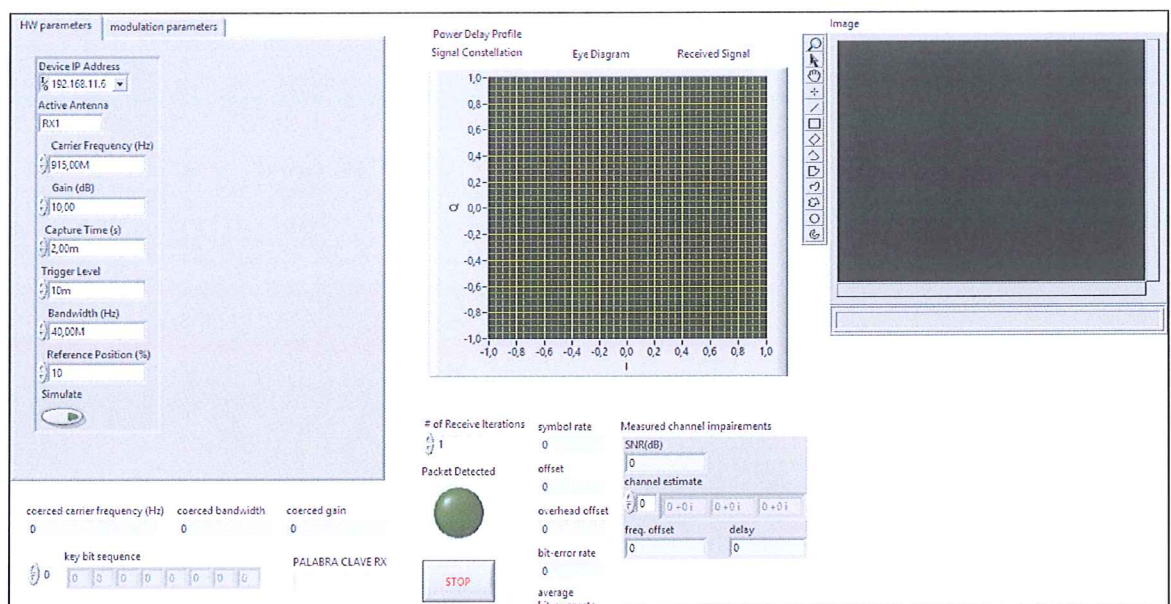 HW parameters
modulation parameters
Device IP Address
192.168.11.6
Active Antenna
RX1
Carrier Frequency (Hz)
915,00M
Gain (dB)
10,00
Capture Time (s)
2,00m
Trigger Level
10m
Bandwidth (Hz)
40,00M
Reference Position (%)
10
Simulate
coerced carrier frequency (Hz)
0
coerced bandwidth
0
coerced gain
0
key bit sequence
0
0 0 0 0 0 0 0 0
PALABRA CLAVE RX
Power Delay Profile
Signal Constellation
Eye Diagram
Received Signal
1,0
0,8
0,6
0,4
0,2
0,0
-0,2
-0,4
-0,6
-0,8
-1,0
Q
-1,0 -0,8 -0,6 -0,4 -0,2 0,0 0,2 0,4 0,6 0,8 1,0
I
# of Receive Iterations
1
Packet Detected
STOP
symbol rate
0
offset
0
overhead offset
0
bit-error rate
0
average
Measured channel impairements
SNR(dB)
0
channel estimate
0
0 +0 i 0 +0 i 0 +0 i
freq. offset
0
delay
0
Image